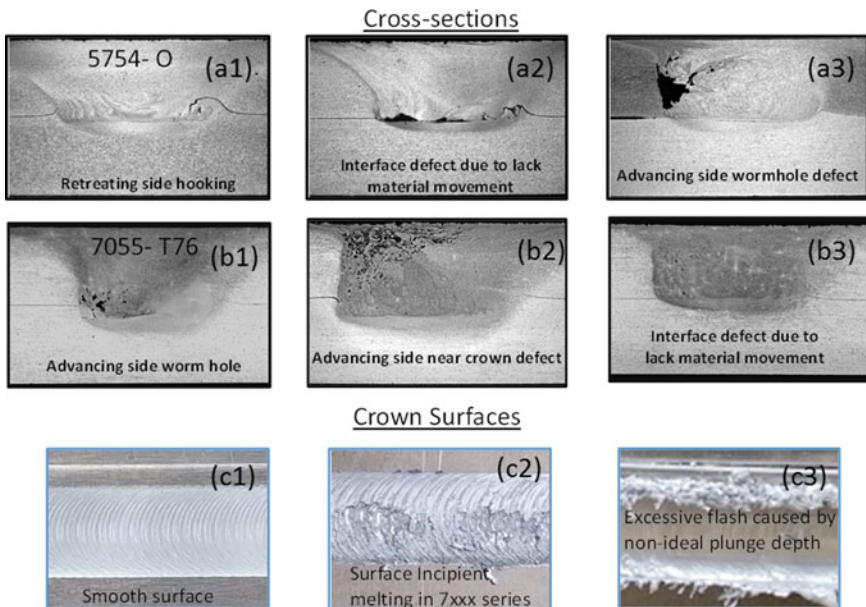 Cross-sections
5754- O
(a1)
Retreating side hooking
(a2)
Interface defect due to lack
material movement
(a3)
Advancing side wormhole defect
7055- T76
(b1)
Advancing side worm hole
(b2)
Advancing side near crown defect
(b3)
Interface defect due to
lack material movement
Crown Surfaces
(c1)
Smooth surface
(c2)
Surface Incipient
melting in 7xxx series
(c3)
Excessive flash caused by
non-ideal plunge depth